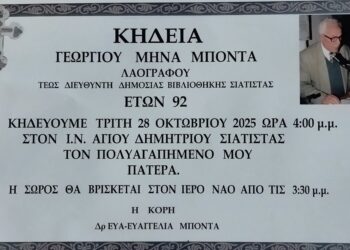 ΚΗΔΕΙΑ
ΓΕΩΡΓΙΟΥ ΜΗΝΑ ΜΠΟΝΤΑ
ΛΑΟΓΡΑΦΟΥ
ΤΕΩΣ ΔΙΕΥΘΥΝΤΗ ΔΗΜΟΣΙΑΣ ΒΙΒΛΙΟΘΗΚΗΣ ΣΙΑΤΙΣΤΑΣ
ΕΤΩΝ 92
ΚΗΔΕΥΟΥΜΕ ΤΡΙΤΗ 28 ΟΚΤΩΒΡΙΟΥ 2025 ΩΡΑ 4:00 μ.μ.
ΣΤΟΝ Ι.Ν. ΑΓΙΟΥ ΔΗΜΗΤΡΙΟΥ ΣΙΑΤΙΣΤΑΣ
ΤΟΝ ΠΟΛΥΑΓΑΠΗΜΕΝΟ ΜΟΥ
ΠΑΤΕΡΑ.
Η ΣΩΡΟΣ ΘΑ ΒΡΙΣΚΕΤΑΙ ΣΤΟΝ ΙΕΡΟ ΝΑΟ ΑΠΟ ΤΙΣ 3:30 μ.μ.
Η ΚΟΡΗ
Δρ ΕΥΑ-ΕΥΑΓΓΕΛΙΑ ΜΠΟΝΤΑ